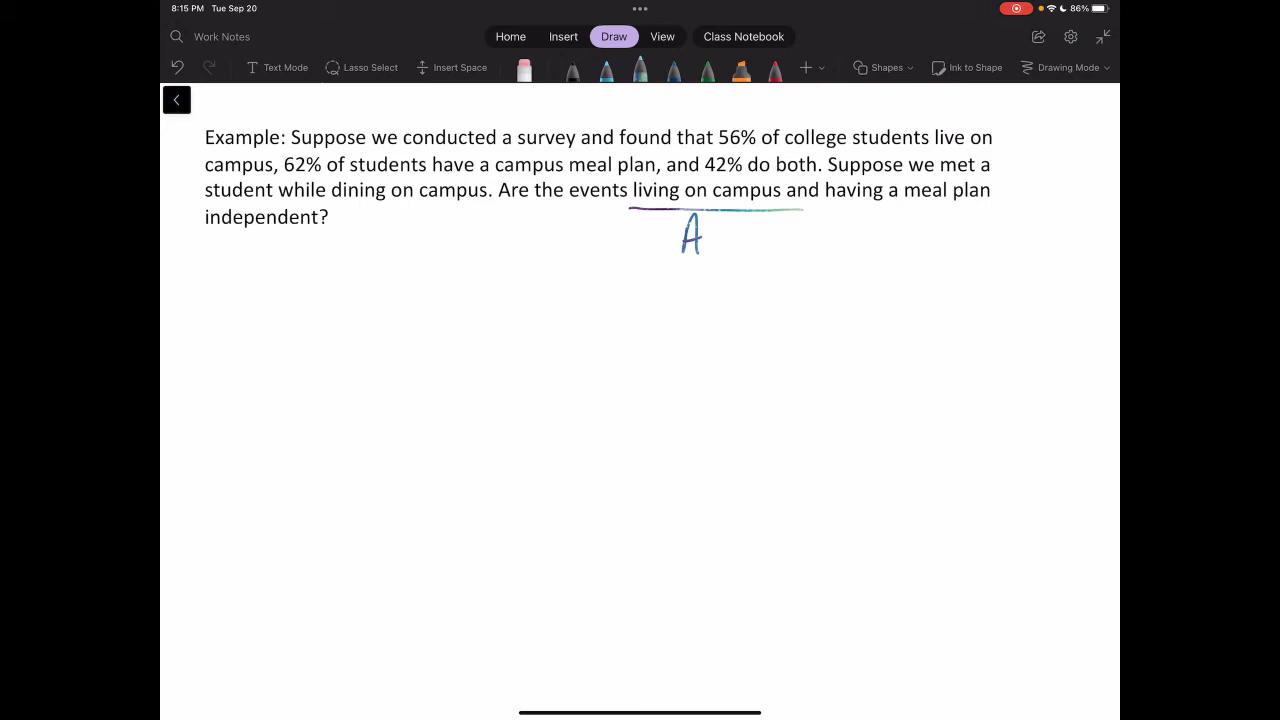 8:15 PM Tue Sep 20
86%
Work Notes
Home Insert Draw View Class Notebook
Text Mode Lasso Select Insert Space Shapes Ink to Shape Drawing Mode
Example: Suppose we conducted a survey and found that 56% of college students live on
campus, 62% of students have a campus meal plan, and 42% do both. Suppose we met a
student while dining on campus. Are the events living on campus and having a meal plan
independent?
A